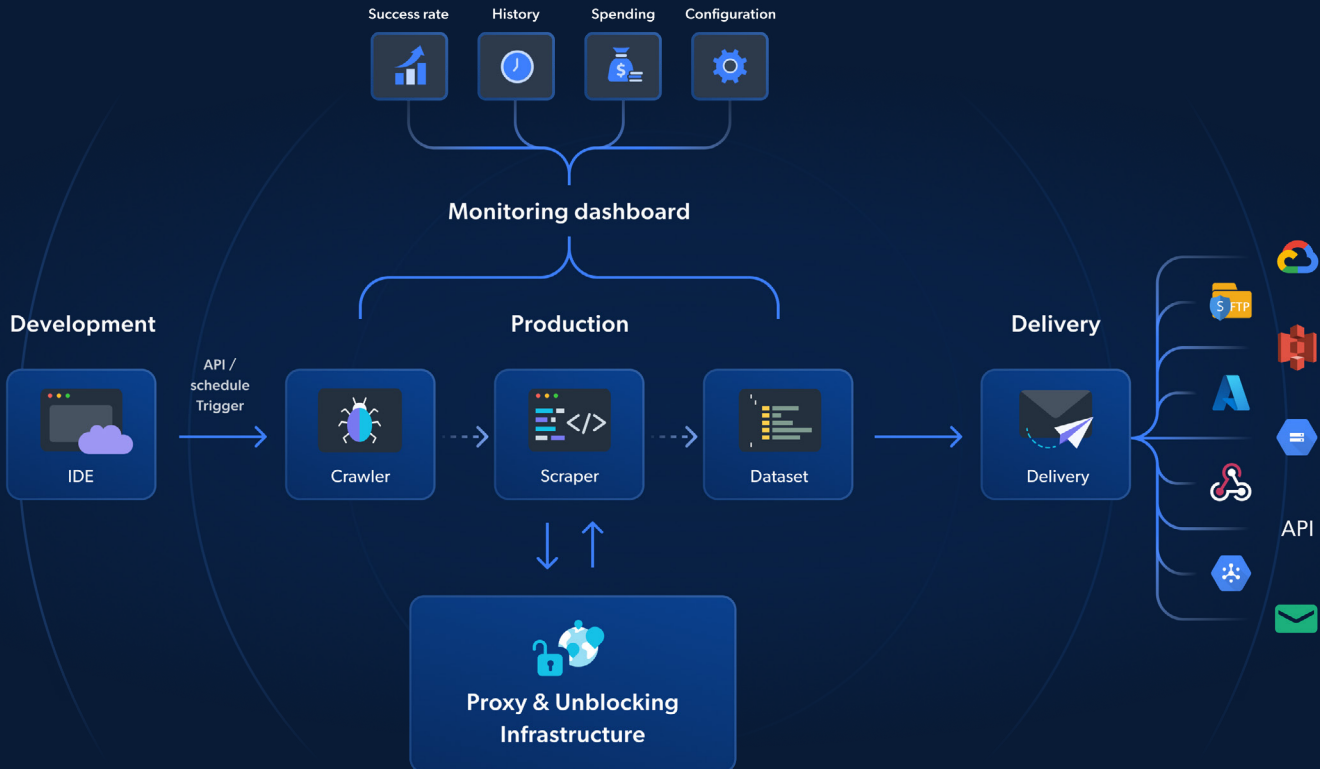 Success rate
History
Spending
Configuration
Monitoring dashboard
Development
Production
Delivery
API /
schedule
Trigger
IDE
Crawler
</>
Scraper
Dataset
Delivery
$
S FTP
API
Proxy & Unblocking
Infrastructure